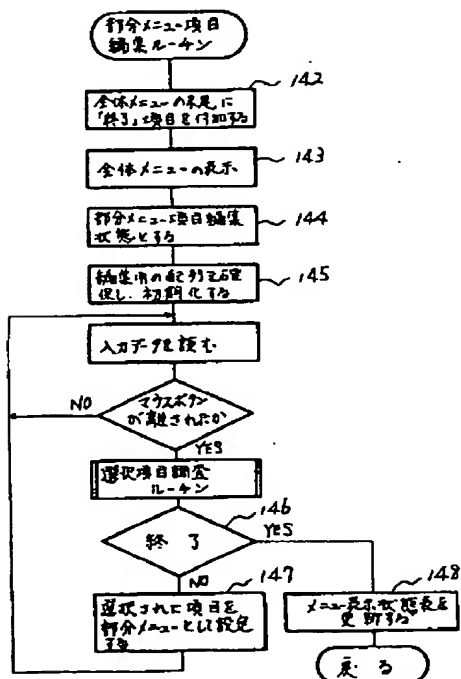 部分メニュー項目
編集ルーチン
142
全体メニューの末尾に
「終了」項目を付加する
143
全体メニューの表示
144
部分メニュー項目編集
状態とする
145
編集用の配列を確
保し、初期化する
入力データを読む
マウスボタン
が離されたか
NO
YES
選択項目調査
ルーチン
146
終了
YES
NO
147
選択された項目を
部分メニューとして設定
する
148
メニュー表示状態表を
更新する
戻る